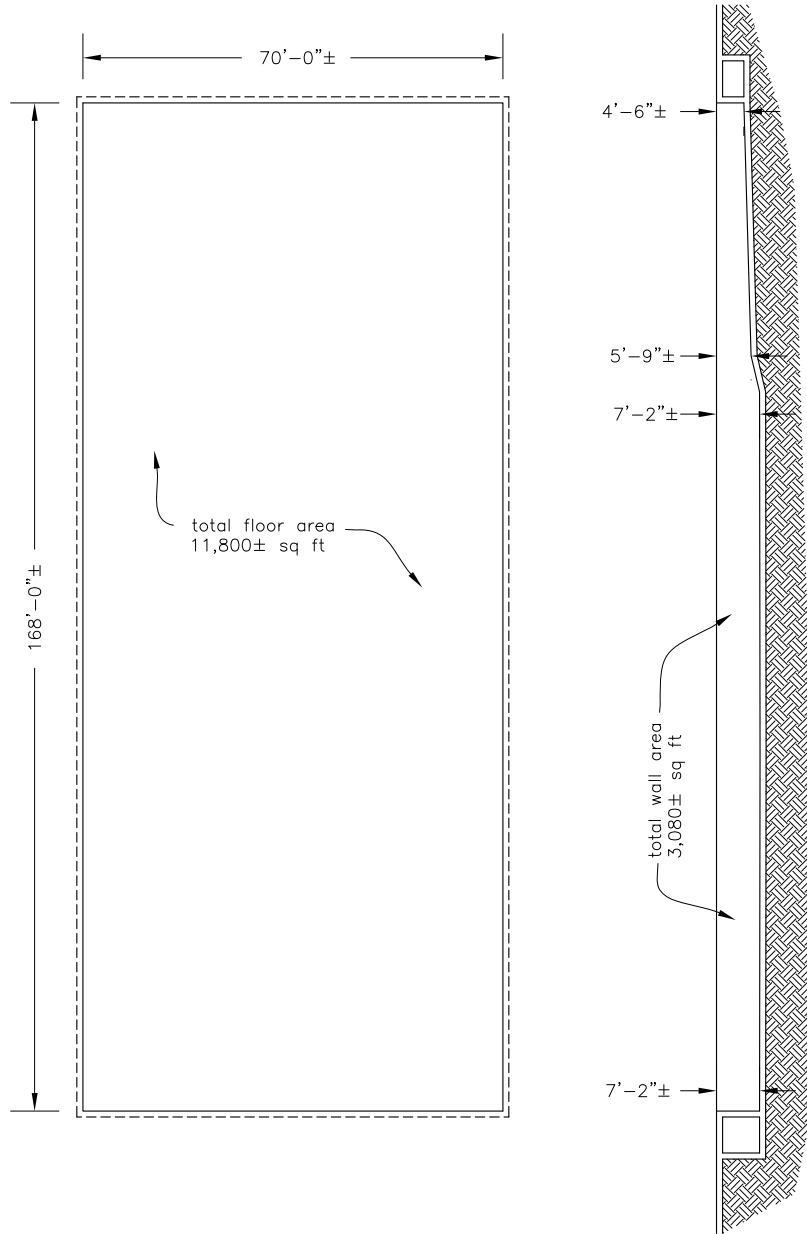 70'-0"±
4'-6"±
5'-9"±
7'-2"±
total floor area
11,800± sq ft
168'-0"±
total wall area
3,080± sq ft
7'-2"±